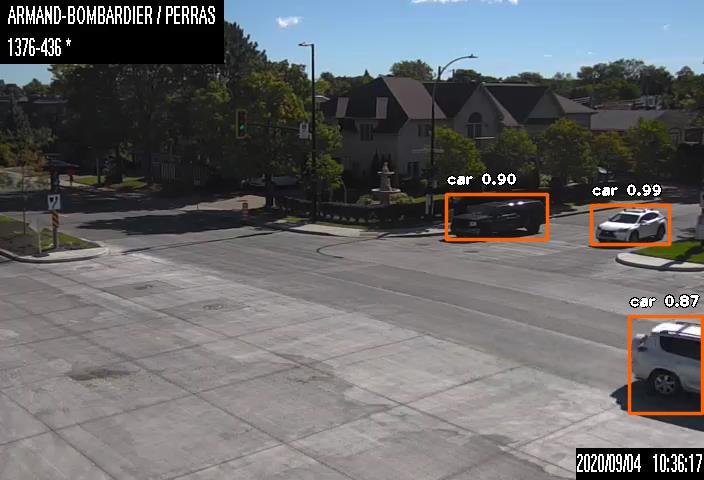 ARMAND-BOMBARDIER / PERRAS
1376-436 *
car 0.90
car 0.99
car 0.87
2020/09/04 10:36:17